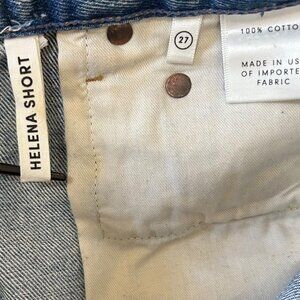 HELENA SHORT
27
100% COTTO
MADE IN US
OF IMPORTE
FABRIC